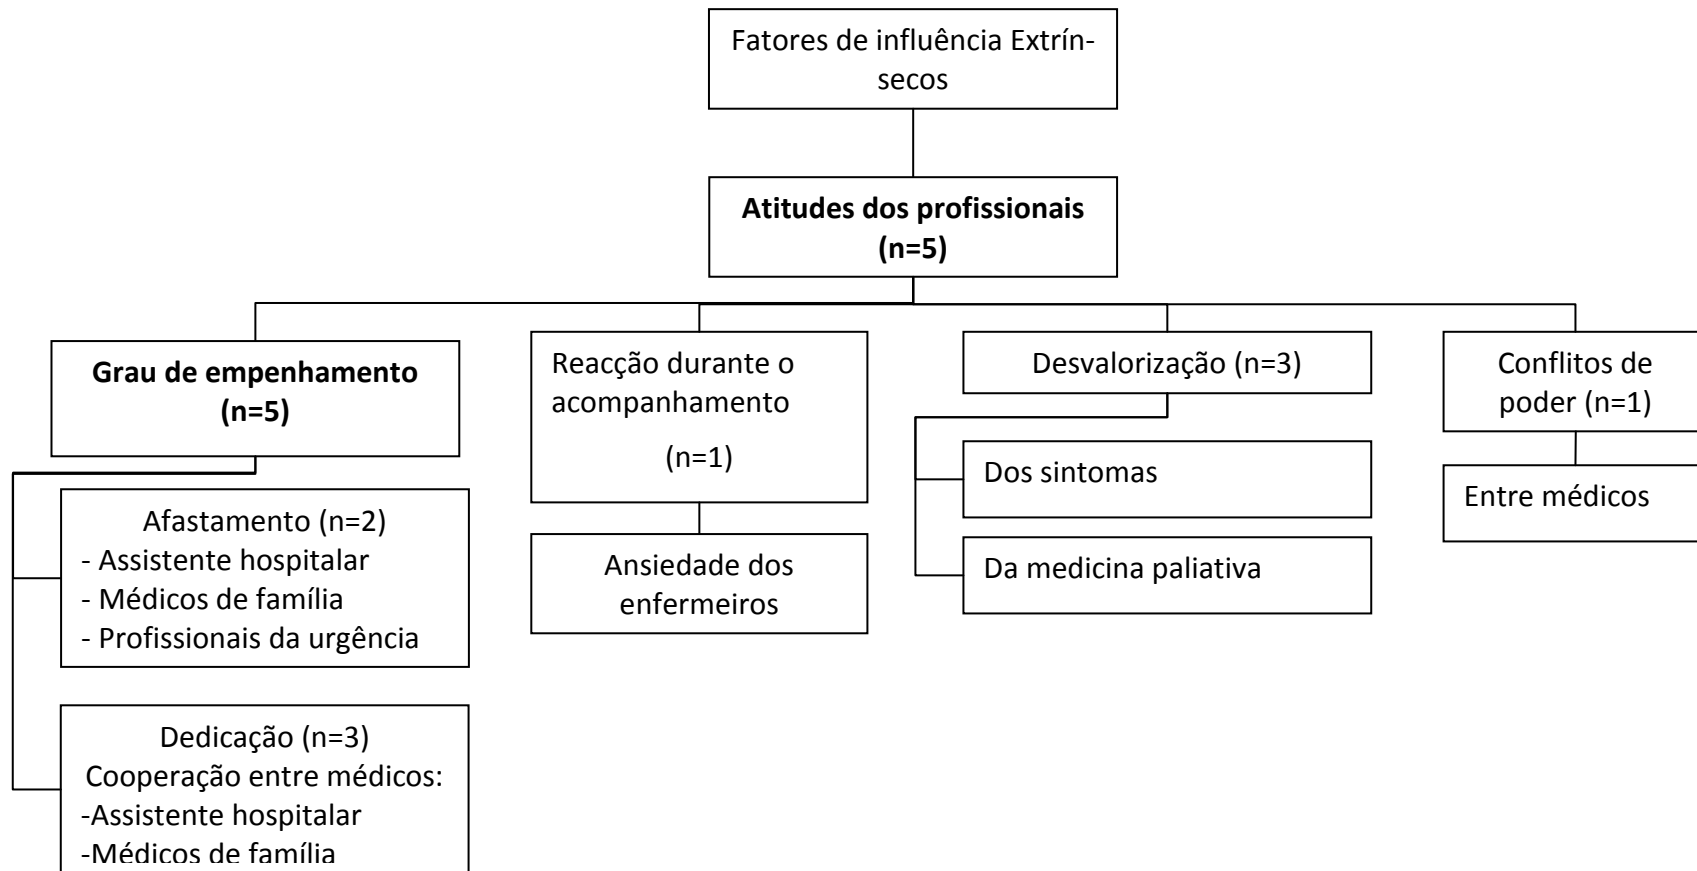 Fatores de influência Extrín-
secos
Atitudes dos profissionais
(n=5)
Grau de empenhamento
(n=5)
Afastamento (n=2)
- Assistente hospitalar
- Médicos de família
- Profissionais da urgência
Dedicação (n=3)
Cooperação entre médicos:
-Assistente hospitalar
-Médicos de família
Reacção durante o
acompanhamento
(n=1)
Ansiedade dos
enfermeiros
Desvalorização (n=3)
Dos sintomas
Da medicina paliativa
Conflitos de
poder (n=1)
Entre médicos